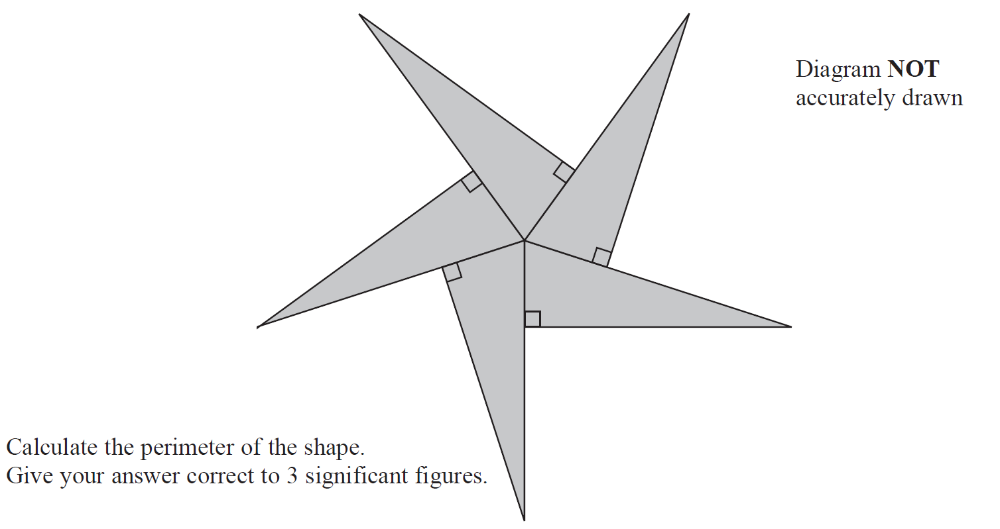 Diagram NOT
accurately drawn
Calculate the perimeter of the shape.
Give your answer correct to 3 significant figures.